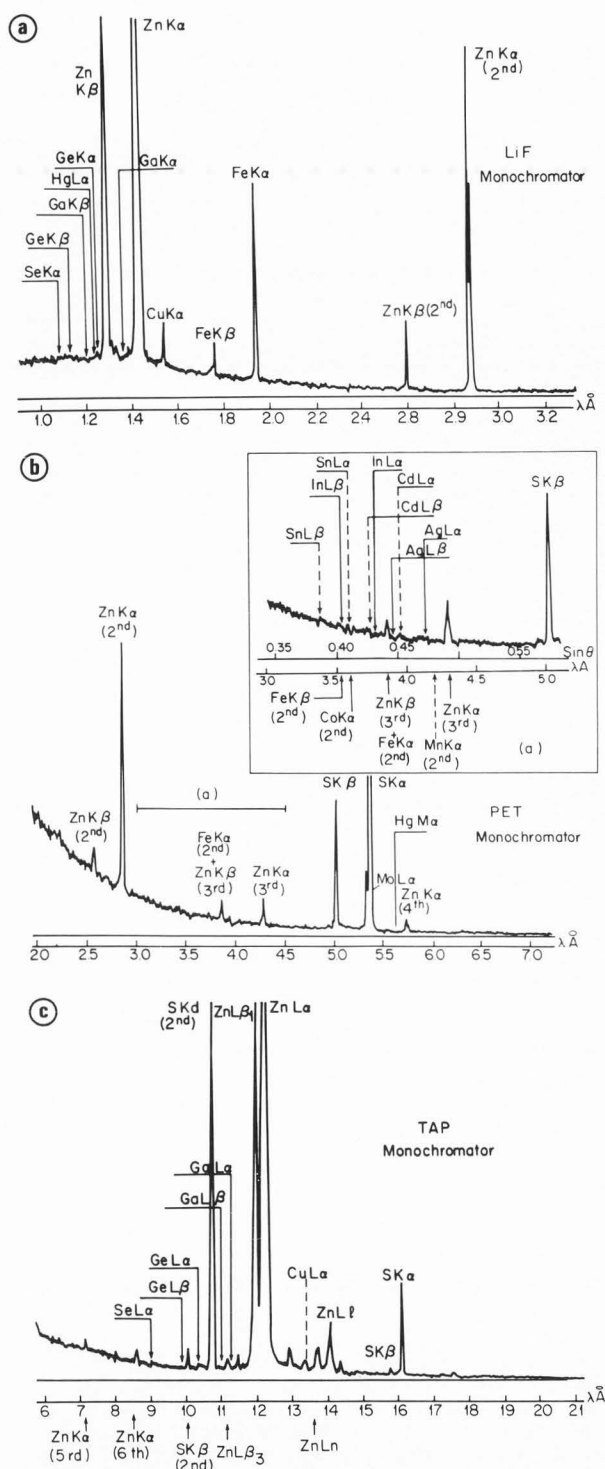 a
Zn Kα
Zn
Kβ
Zn Kα
(2nd)
LiF
Monochromator
GeKα
HgLα
GaKβ
GeKβ
SeKα
GaKα
FeKα
CuKα
FeKβ
ZnKβ(2nd)
1.0 1.2 1.4 1.6 1.8 2.0 2.2 2.4 2.6 2.8 2.9 3.2
λÅ
b
SnLα
InLβ
SnLβ
InLα
CdLα
CdLβ
AgLα
AgLβ
SKβ
0.35 0.40 0.45 0.55 Sinθ
30 3.5 4.0 4.5 5.0 λÅ
FeKβ
(2nd)
CoKα
(2nd)
ZnKβ
(3rd)
+
FeKα
(2nd)
MnKα
(2nd)
ZnKα
(3rd)
(a)
ZnKα
(2nd)
ZnKβ
(2nd)
(a)
FeKα
(2nd)
+
ZnKβ
(3rd)
ZnKα
(3rd)
SKβ
SKα
HgMα
MoLα
ZnKα
(4th)
PET
Monochromator
2.0 2.5 3.0 3.5 4.0 4.5 5.0 5.5 6.0 6.5 7.0
λÅ
c
SKd
(2nd)
ZnLβ1
Zn Lα
TAP
Monochromator
GaLα
GaLβ
GeLα
GeLβ
SeLα
CuLα
ZnLℓ
SKβ
SKα
6 7 8 9 10 11 12 13 14 15 16 17 18 19 20 21
λÅ
ZnKα
(5rd)
ZnKα
(6th)
SKβ
(2nd)
ZnLβ3
ZnLn